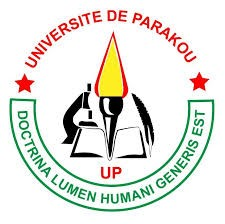 UNIVERSITE DE PARAKOU
UP
DOCTRINA LUMEN HUMANI GENERIS EST